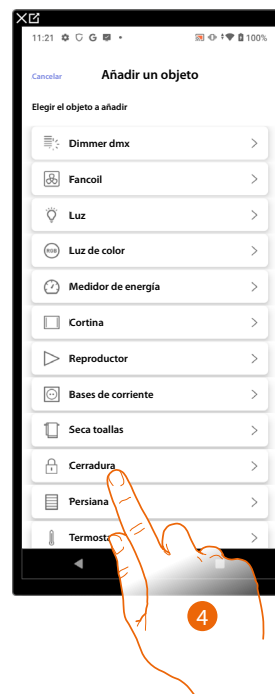 11:21 G 100%
Cancelar Añadir un objeto
Elegir el objeto a añadir
Dimmer dmx
Fancoil
Luz
RGB Luz de color
Medidor de energía
Cortina
Reproductor
Bases de corriente
Seca toallas
Cerradura
Persiana
Termosta
4